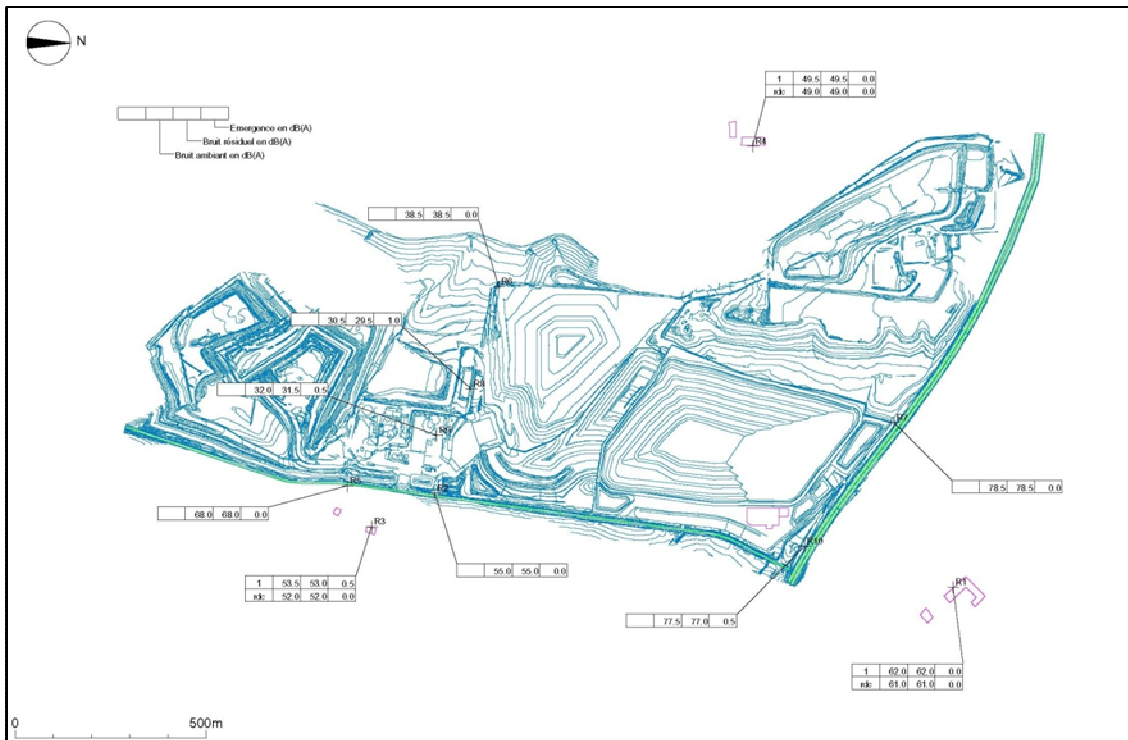 N
1 49.5 49.5 0.0
rdc 49.0 49.0 0.0
Emergence en dB(A)
Bruit résiduel en dB(A)
Bruit ambiant en dB(A)
R4
38.5 38.5 0.0
30.5 29.5 1.0
32.0 31.5 0.5
68.0 68.0 0.0
R3
78.5 78.5 0.0
1 53.5 53.0 0.5
rdc 52.0 52.0 0.0
55.0 55.0 0.0
R1
77.5 77.0 0.5
1 62.0 62.0 0.0
rdc 61.0 61.0 0.0
0 500m